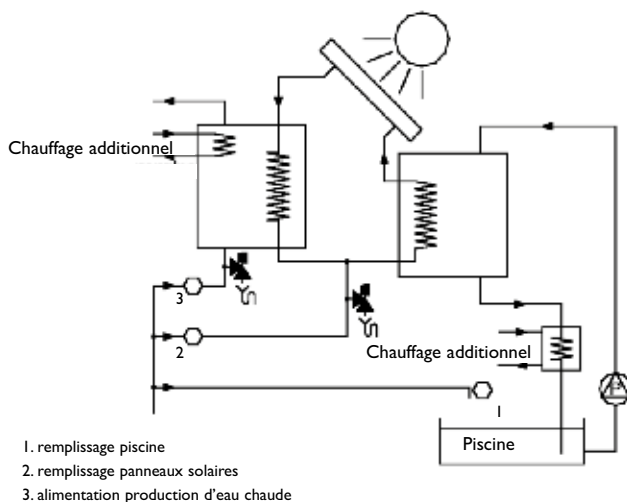 Chauffage additionnel
3
2
Chauffage additionnel
1
Piscine
1. remplissage piscine
2. remplissage panneaux solaires
3. alimentation production d'eau chaude